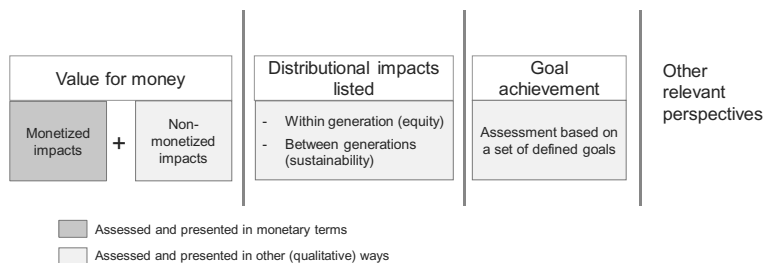 Value for money
Monetized
impacts
+
Non-
monetized
impacts
Distributional impacts
listed
- Within generation (equity)
- Between generations
(sustainability)
Goal
achievement
Assessment based on
a set of defined goals
Other
relevant
perspectives
Assessed and presented in monetary terms
Assessed and presented in other (qualitative) ways